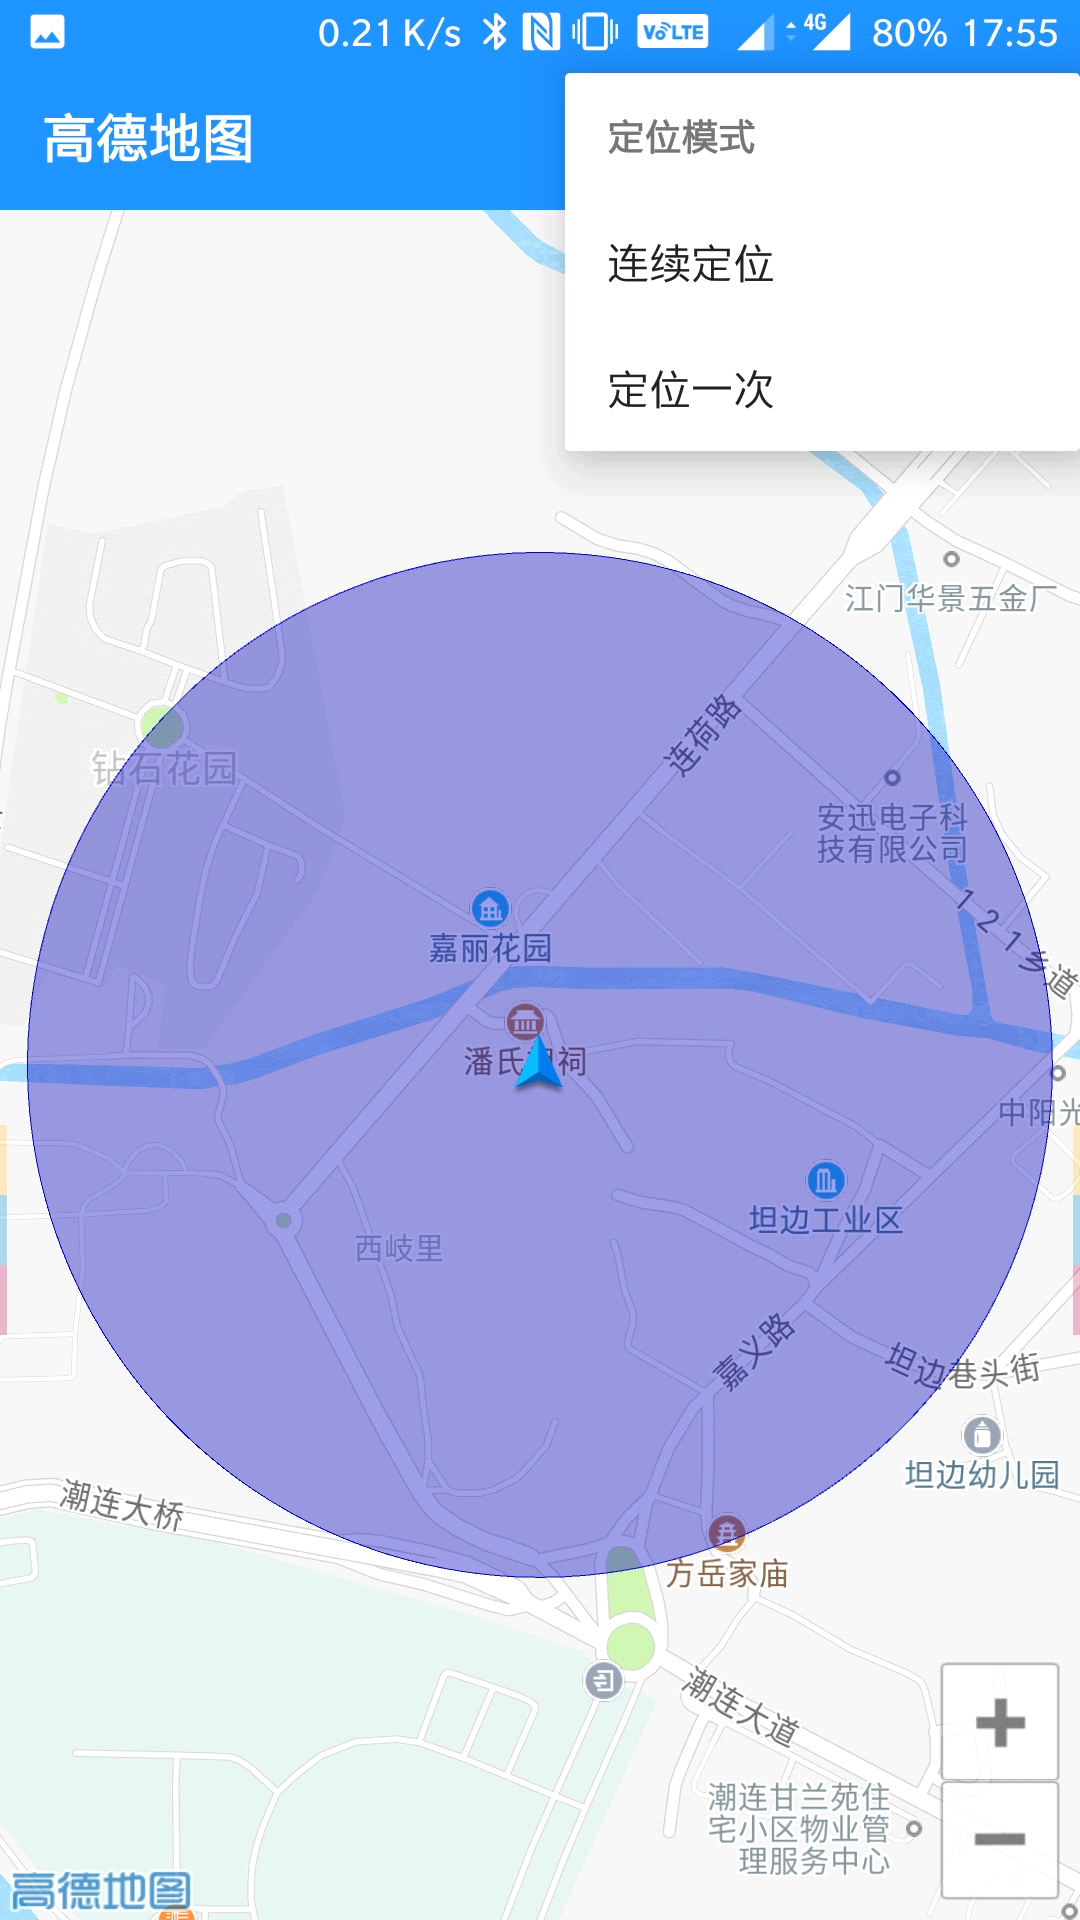 0.21 K/s VoLTE 4G 80% 17:55
高德地图
定位模式
连续定位
定位一次
江门华景五金厂
连荷路
钻石花园
安迅电子科
技有限公司
121乡道
嘉丽花园
潘氏祠
中阳光
坦边工业区
西岐里
嘉义路
坦边巷头街
坦边幼儿园
潮连大桥
方岳家庙
潮连大道
潮连甘兰苑住
宅小区物业管
理服务中心
高德地图